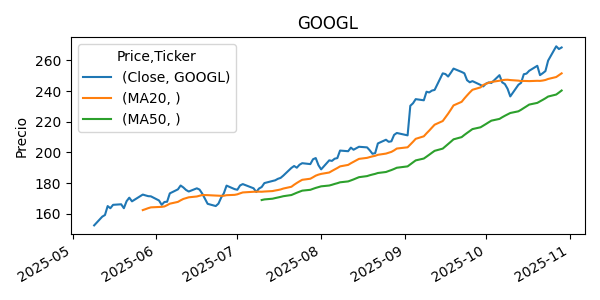 GOOGL
Price,Ticker
(Close, GOOGL)
(MA20, )
(MA50, )
Precio
260
240
220
200
180
160
2025-05
2025-06
2025-07
2025-08
2025-09
2025-10
2025-11